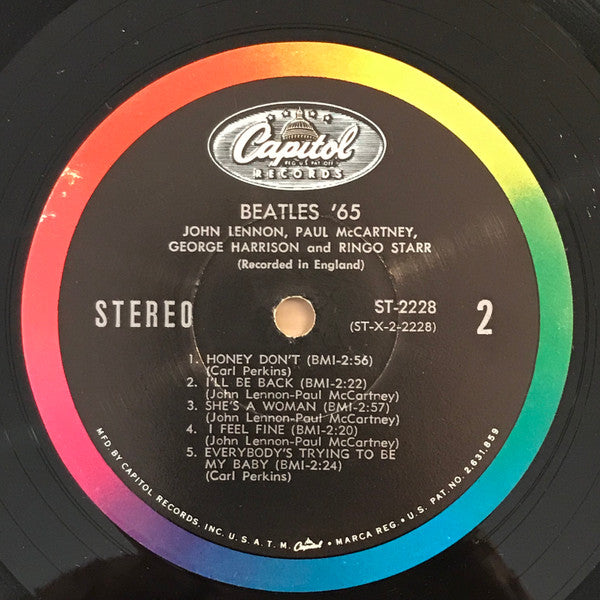 Capitol
REG. U.S. PAT. OFF.
RECORDS
BEATLES '65
JOHN LENNON, PAUL McCARTNEY,
GEORGE HARRISON and RINGO STARR
(Recorded in England)
STEREO
ST-2228
(ST-X-2-2228)
2
1. HONEY DON'T (BMI-2:56)
(Carl Perkins)
2. I'LL BE BACK (BMI-2:22)
(John Lennon-Paul McCartney)
3. SHE'S A WOMAN (BMI-2:57)
(John Lennon-Paul McCartney)
4. I FEEL FINE (BMI-2:20)
(John Lennon-Paul McCartney)
5. EVERYBODY'S TRYING TO BE
MY BABY (BMI-2:24)
(Carl Perkins)
MFD. BY CAPITOL RECORDS, INC. U.S.A. T.M. Capitol • MARCA REG. • U.S. PAT. NO. 2,631,859